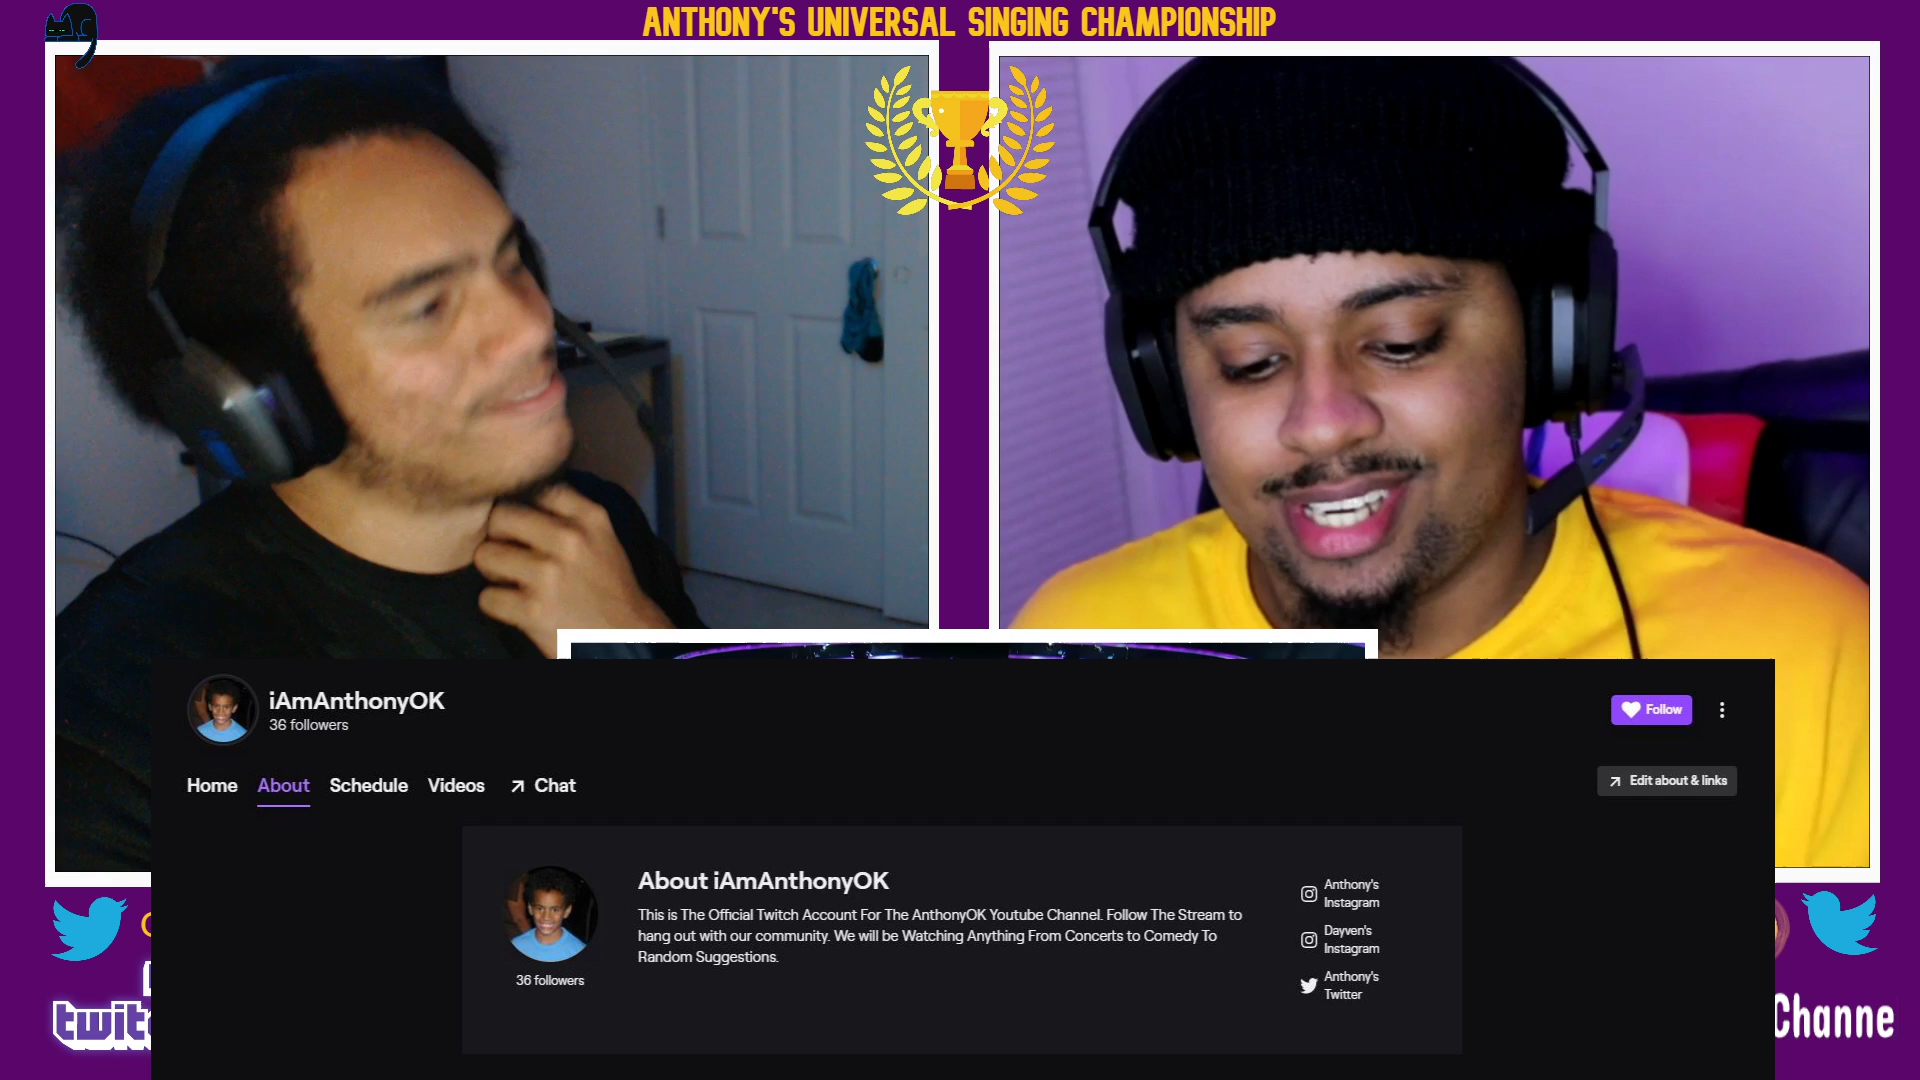 ANTHONY'S UNIVERSAL SINGING CHAMPIONSHIP
iAmAnthonyOK
36 followers
Follow
Home About Schedule Videos Chat
Edit about & links
About iAmAnthonyOK
This is The Official Twitch Account For The AnthonyOK Youtube Channel. Follow The Stream to
hang out with our community. We will be Watching Anything From Concerts to Comedy To
Random Suggestions.
36 followers
Anthony's
Instagram
Dayven's
Instagram
Anthony's
Twitter
twitc
Channe